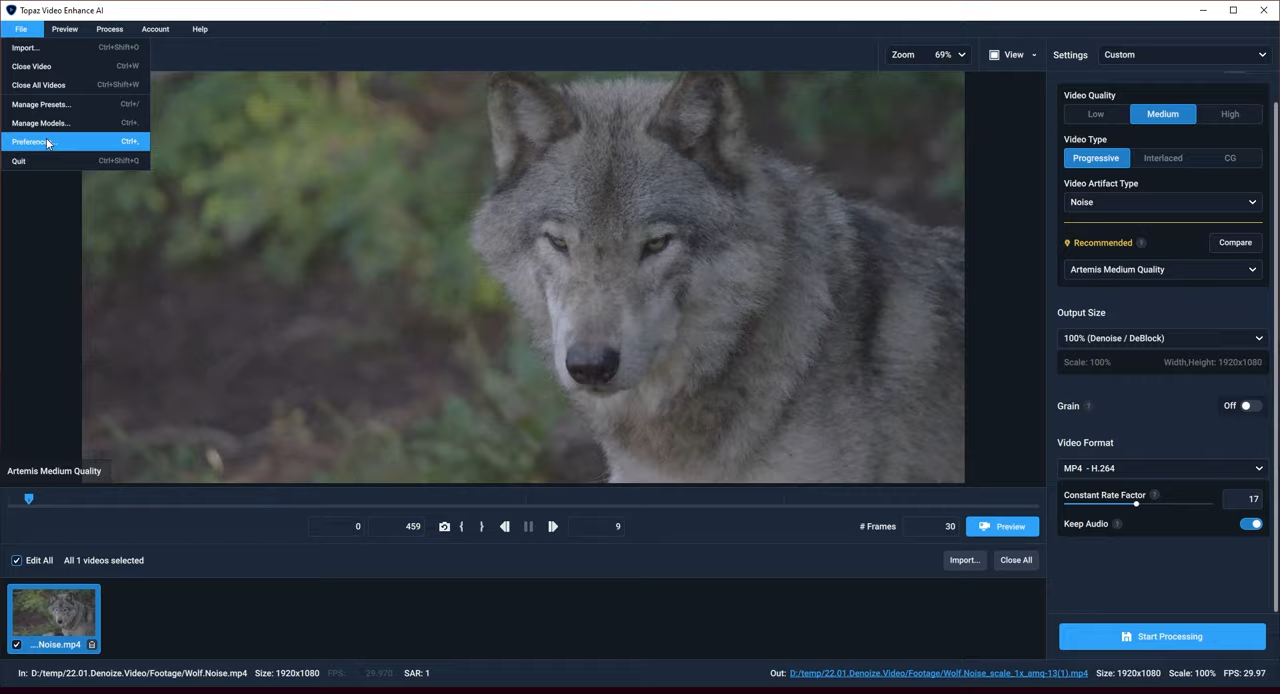 Topaz Video Enhance AI
File Preview Process Account Help
Import... Ctrl+Shift+O
Close Video Ctrl+W
Close All Videos Ctrl+Shift+W
Manage Presets... Ctrl+/
Manage Models... Ctrl+.
Ctrl+,
Quit Ctrl+Shift+Q
Zoom 69% View
Settings Custom
Video Quality
Low Medium High
Video Type
Progressive Interlaced CG
Video Artifact Type
Noise
Recommended ? Compare
Artemis Medium Quality
Output Size
100% (Denoise / DeBlock)
Scale: 100% Width,Height: 1920x1080
Grain ? Off
Video Format
MP4 - H.264
Constant Rate Factor ? 17
Keep Audio ?
Start Processing
Artemis Medium Quality
0 459 { } 9 # Frames 30 Preview
Edit All All 1 videos selected Import... Close All
...Noise.mp4
In: D:/temp/22.01.Denoize.Video/Footage/Wolf.Noise.mp4 Size: 1920x1080 FPS: 29.970 SAR: 1 Out: D:/temp/22.01.Denoize.Video/Footage/Wolf.Noise_scale_1x_amq-13(1).mp4 Size: 1920x1080 Scale: 100% FPS: 29.97